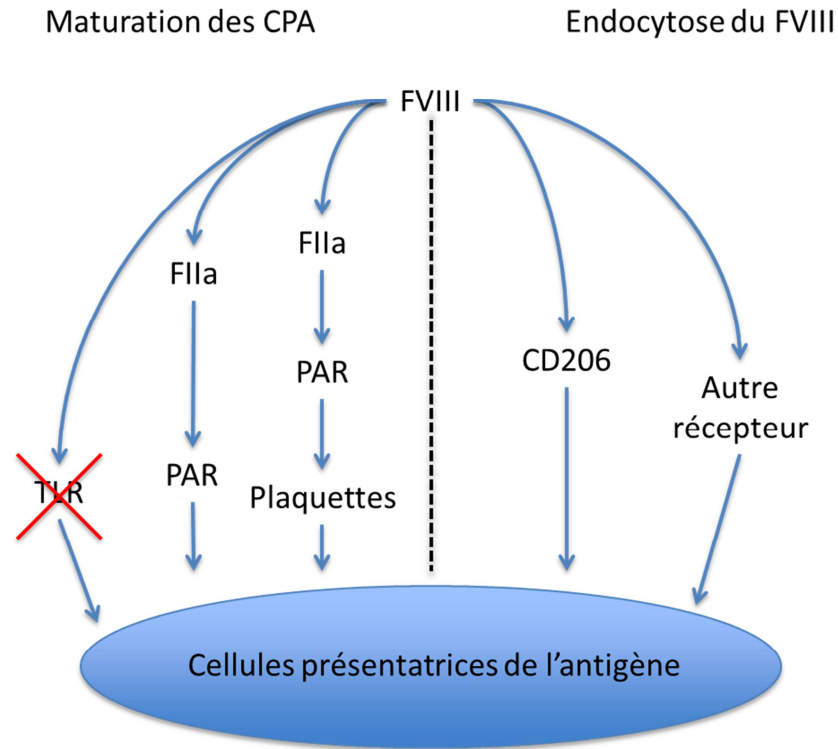 Maturation des CPA
Endocytose du FVIII
FVIII
FIIa
FIIa
PAR
CD206
Autre
récepteur
TLR
PAR
Plaquettes
Cellules présentatrices de l'antigène